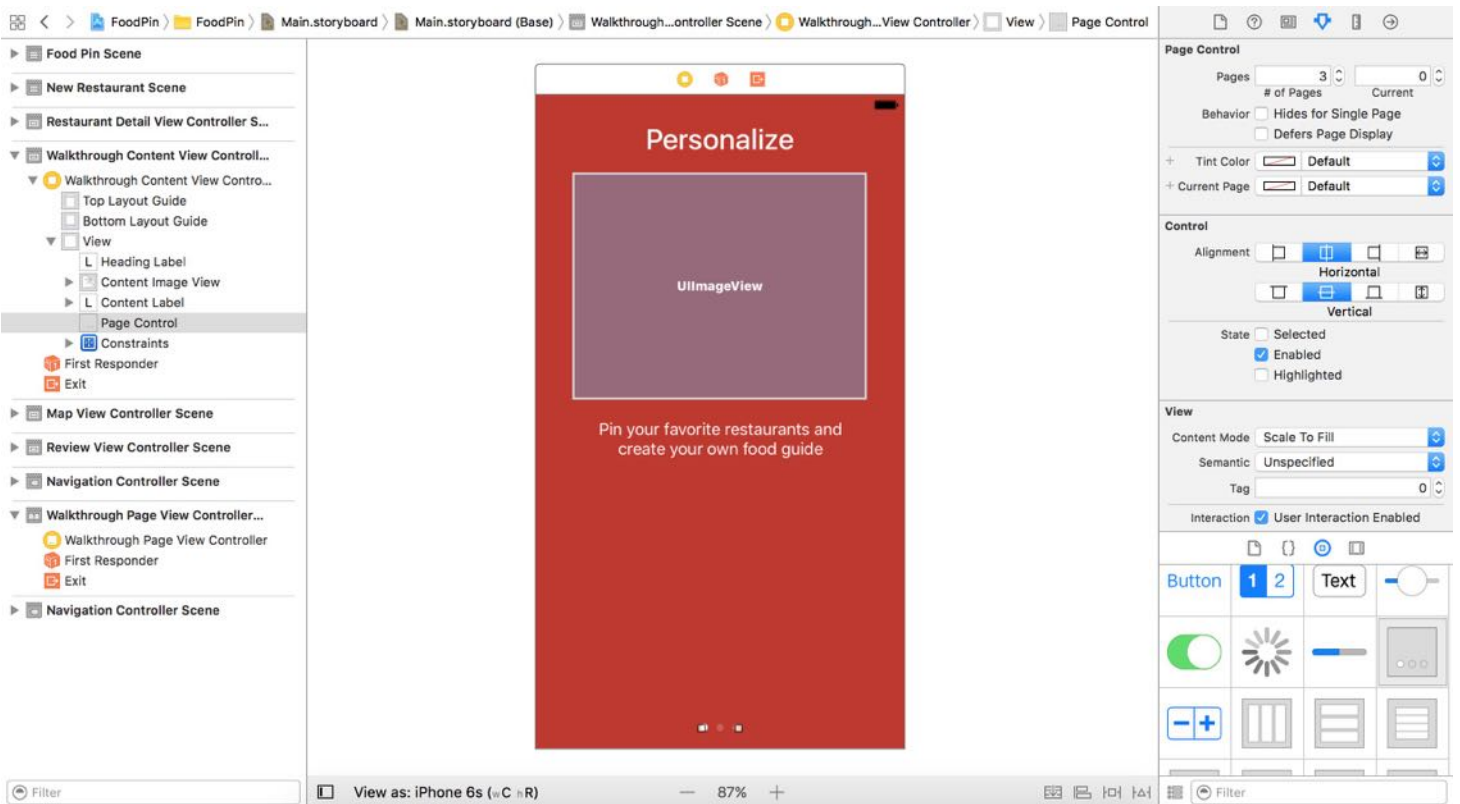 FoodPin
FoodPin
Main.storyboard
Main.storyboard (Base)
Walkthrough...ontroller Scene
Walkthrough...View Controller
View
Page Control
Food Pin Scene
New Restaurant Scene
Restaurant Detail View Controller S...
Walkthrough Content View Controll...
Walkthrough Content View Contro...
Top Layout Guide
Bottom Layout Guide
View
L Heading Label
Content Image View
L Content Label
Page Control
Constraints
First Responder
Exit
Map View Controller Scene
Review View Controller Scene
Navigation Controller Scene
Walkthrough Page View Controller...
Walkthrough Page View Controller
First Responder
Exit
Navigation Controller Scene
Filter
Personalize
UIImageView
Pin your favorite restaurants and
create your own food guide
View as: iPhone 6s (wC hR)
87%
Page Control
Pages 3 0
# of Pages Current
Behavior Hides for Single Page
Defers Page Display
Tint Color Default
Current Page Default
Control
Alignment
Horizontal
Vertical
State Selected
Enabled
Highlighted
View
Content Mode Scale To Fill
Semantic Unspecified
Tag 0
Interaction User Interaction Enabled
Button 1 2 Text
Filter